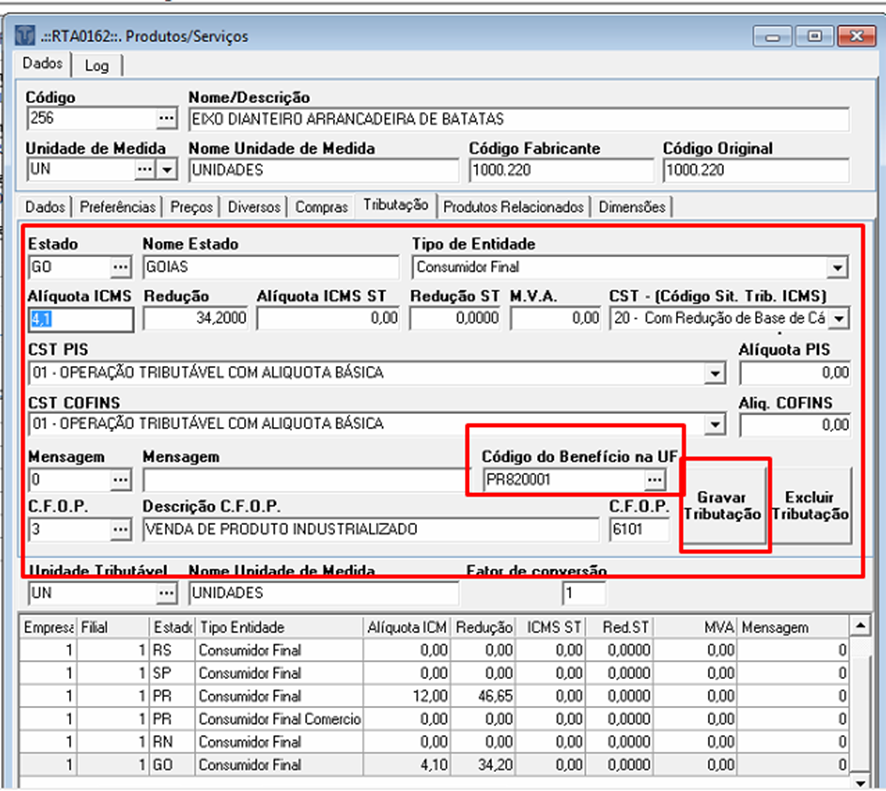 .::RTA0162::. Produtos/Serviços
Dados Log
Código Nome/Descrição
256 ... EIXO DIANTEIRO ARRANCADEIRA DE BATATAS
Unidade de Medida Nome Unidade de Medida Código Fabricante Código Original
UN ... UNIDADES 1000.220 1000.220
Dados Preferências Preços Diversos Compras Tributação Produtos Relacionados Dimensões
Estado Nome Estado Tipo de Entidade
GO ... GOIAS Consumidor Final
Alíquota ICMS Redução Alíquota ICMS ST Redução ST M.V.A. CST - (Código Sit. Trib. ICMS)
4,1 34,2000 0,00 0,0000 0,00 20 - Com Redução de Base de Cá
CST PIS Alíquota PIS
01 - OPERAÇÃO TRIBUTÁVEL COM ALIQUOTA BÁSICA 0,00
CST COFINS Aliq. COFINS
01 - OPERAÇÃO TRIBUTÁVEL COM ALIQUOTA BÁSICA 0,00
Mensagem Mensagem Código do Benefício na UF
0 ... PR820001 ...
Gravar Tributação Excluir Tributação
C.F.O.P. Descrição C.F.O.P. C.F.O.P.
3 ... VENDA DE PRODUTO INDUSTRIALIZADO 6101
Unidade Tributável Nome Unidade de Medida Fator de conversão
UN ... UNIDADES 1
Empresa Filial Estado Tipo Entidade Alíquota ICM Redução ICMS ST Red.ST MVA Mensagem
1 1 RS Consumidor Final 0,00 0,00 0,00 0,0000 0,00 0
1 1 SP Consumidor Final 0,00 0,00 0,00 0,0000 0,00 0
1 1 PR Consumidor Final 12,00 46,65 0,00 0,0000 0,00 0
1 1 PR Consumidor Final Comercio 0,00 0,00 0,00 0,0000 0,00 0
1 1 RN Consumidor Final 0,00 0,00 0,00 0,0000 0,00 0
1 1 GO Consumidor Final 4,10 34,20 0,00 0,0000 0,00 0